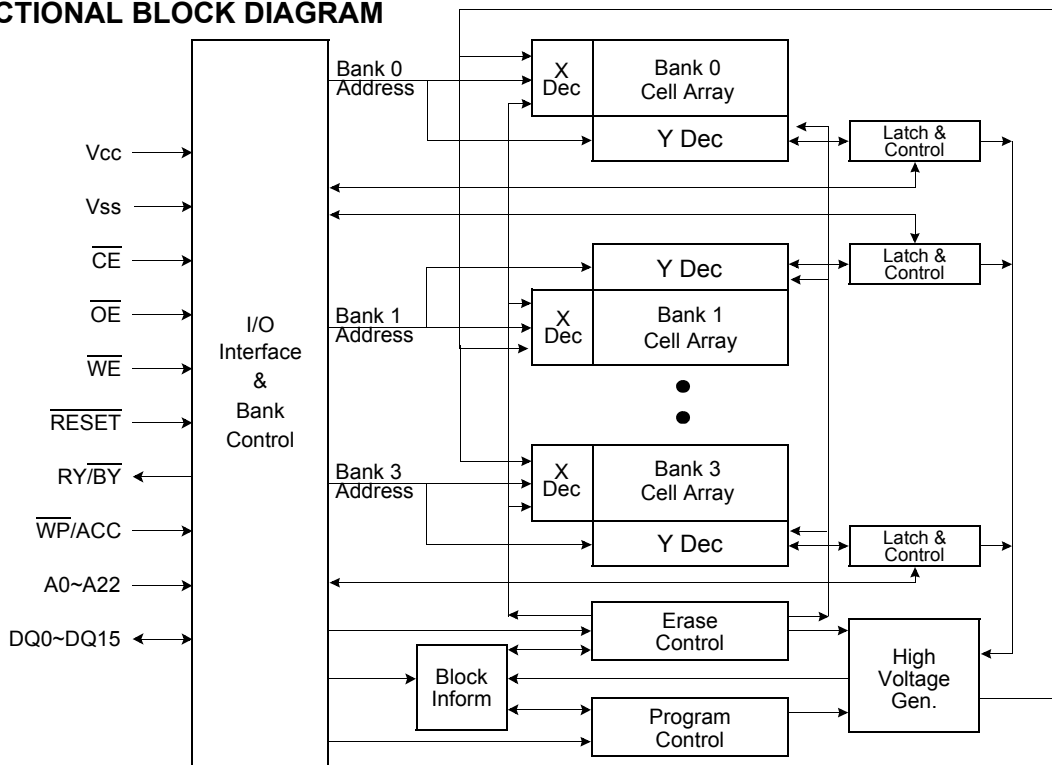 CTIONAL BLOCK DIAGRAM
Vcc
Vss
CE
OE
WE
RESET
RY/BY
WP/ACC
A0~A22
DQ0~DQ15
I/O
Interface
&
Bank
Control
Bank 0
Address
X
Dec
Bank 0
Cell Array
Y Dec
Latch &
Control
Y Dec
Latch &
Control
Bank 1
Address
X
Dec
Bank 1
Cell Array
Bank 3
Address
X
Dec
Bank 3
Cell Array
Y Dec
Latch &
Control
Erase
Control
Block
Inform
Program
Control
High
Voltage
Gen.